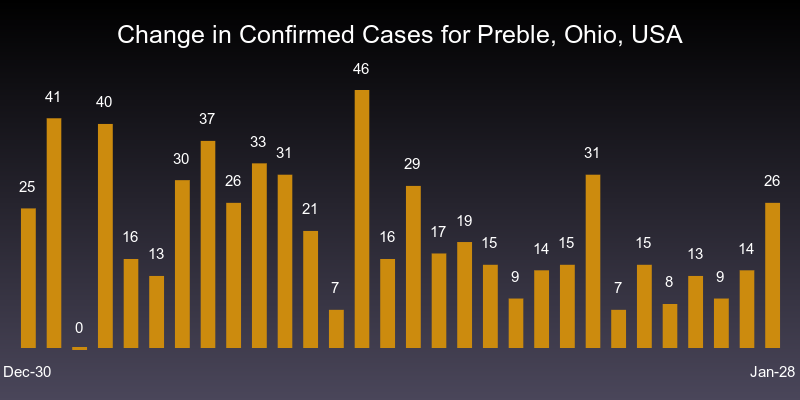 Change in Confirmed Cases for Preble, Ohio, USA
25 41 0 40 16 13 30 37 26 33 31 21 7 46 16 29 17 19 15 9 14 15 31 7 15 8 13 9 14 26
Dec-30 Jan-28